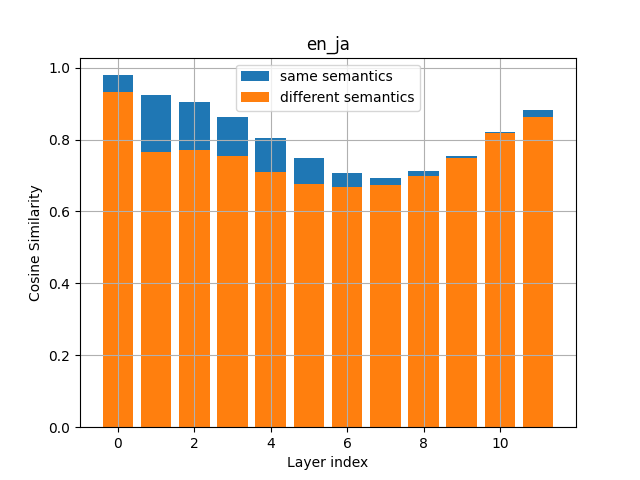 en_ja
same semantics
different semantics
Cosine Similarity
1.0
0.8
0.6
0.4
0.2
0.0
0 2 4 6 8 10
Layer index